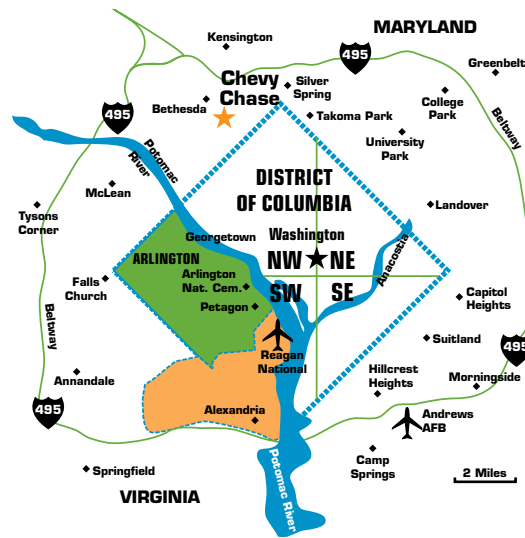 MARYLAND
Kensington
495
Greenbelt
Chevy
Chase
Silver
Spring
Bethesda
College
Park
495
Takoma Park
Beltway
University
Park
Potomac
River
McLean
DISTRICT
OF COLUMBIA
Landover
Tysons
Corner
Georgetown
Washington
ARLINGTON
NW
NE
Anacostia
Arlington
Nat. Cem.
Falls
Church
SW
SE
Capitol
Heights
Petagon
Beltway
Reagan
National
Suitland
495
Annandale
Hillcrest
Heights
Morningside
495
Alexandria
Andrews
AFB
Camp
Springs
Springfield
2 Miles
VIRGINIA
Potomac River